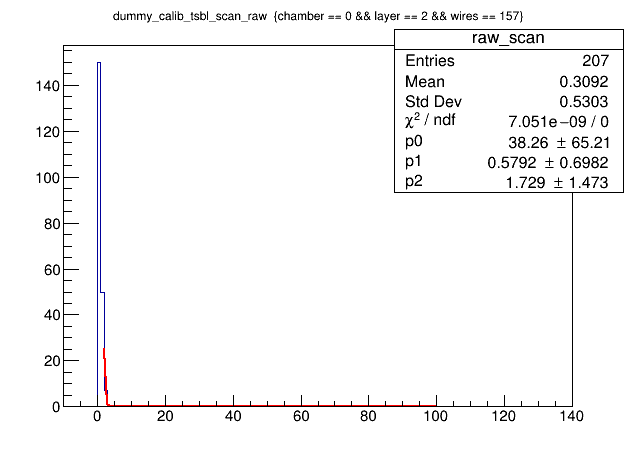 dummy_calib_tsbl_scan_raw {chamber == 0 && layer == 2 && wires == 157}
raw_scan
Entries 207
Mean 0.3092
Std Dev 0.5303
χ² / ndf 7.051e−09 / 0
p0 38.26 ± 65.21
p1 0.5792 ± 0.6982
p2 1.729 ± 1.473
140
120
100
80
60
40
20
0
0 20 40 60 80 100 120 140